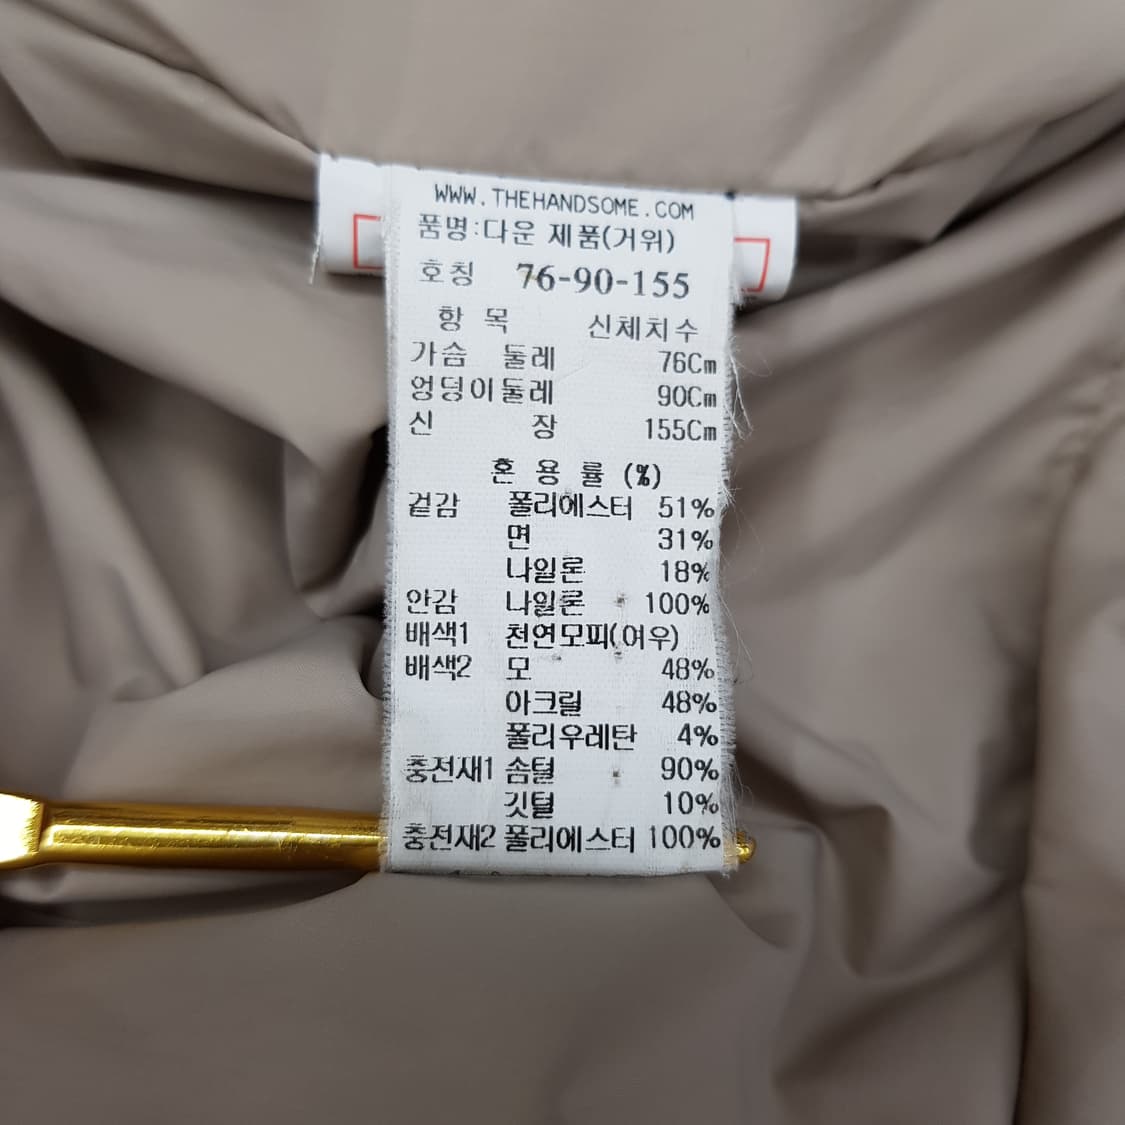 WWW.THEHANDSOME.COM
품명:다운 제품(거위)
호칭 76-90-155
항 목 신체치수
가슴 둘레 76Cm
엉덩이둘레 90Cm
신 장 155Cm
혼 용 률 (%)
겉감 폴리에스터 51%
면 31%
나일론 18%
안감 나일론 100%
배색1 천연모피(여우)
배색2 모 48%
아크릴 48%
폴리우레탄 4%
충전재1 솜털 90%
깃털 10%
충전재2 폴리에스터 100%